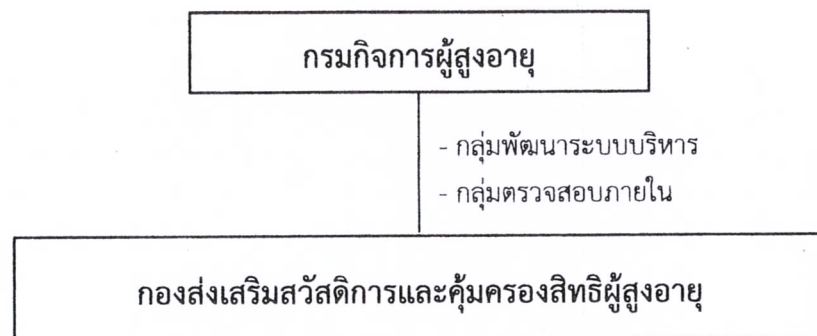 กรมกิจการผู้สูงอายุ
- กลุ่มพัฒนาระบบบริหาร
- กลุ่มตรวจสอบภายใน
กองส่งเสริมสวัสดิการและคุ้มครองสิทธิผู้สูงอายุ